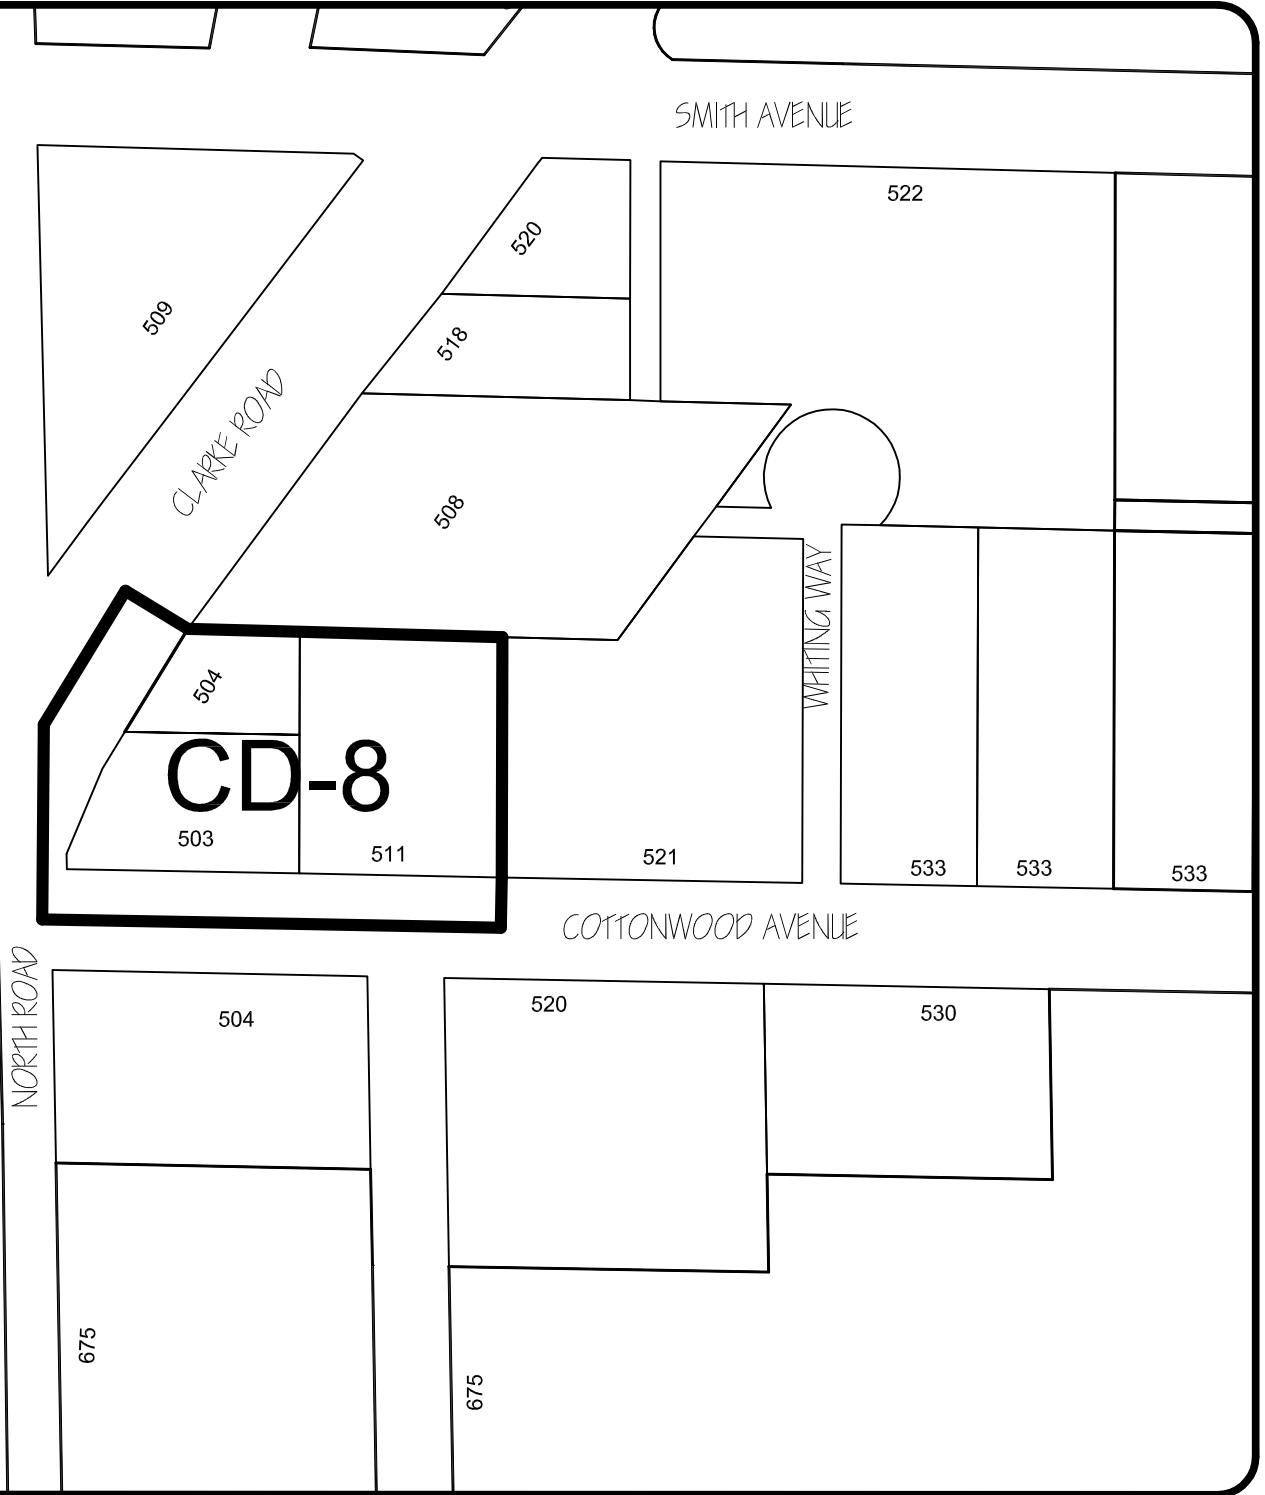 SMITH AVENUE
522
520
509
518
CLARKE ROAD
508
WHITING WAY
504
CD-8
503
511
521
533
533
533
COTTONWOOD AVENUE
NORTH ROAD
504
520
530
675
675